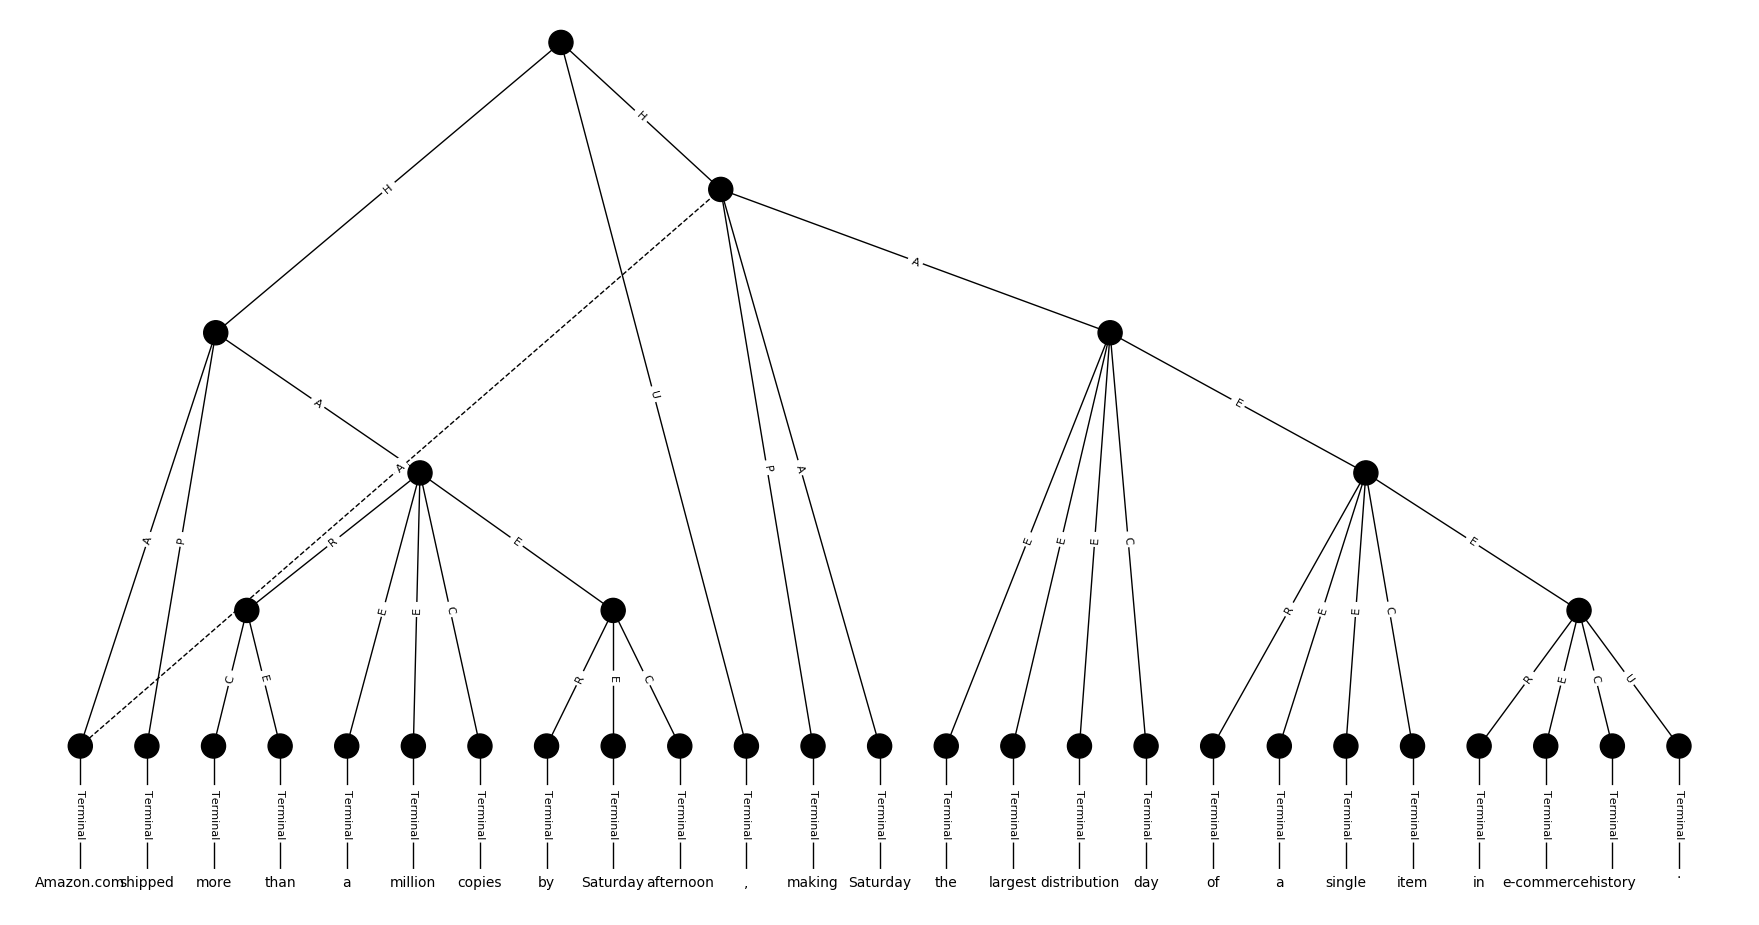 H
H
A
A
E
A
U
A
P
A
A
P
R
E
E
E
E
C
E
E
E
C
R
E
E
C
C
E
R
E
C
R
E
C
U
Terminal Terminal Terminal Terminal Terminal Terminal Terminal Terminal Terminal Terminal Terminal Terminal Terminal Terminal Terminal Terminal Terminal Terminal Terminal Terminal Terminal Terminal Terminal Terminal Terminal
Amazon.com shipped more than a million copies by Saturday afternoon , making Saturday the largest distribution day of a single item in e-commerce history .